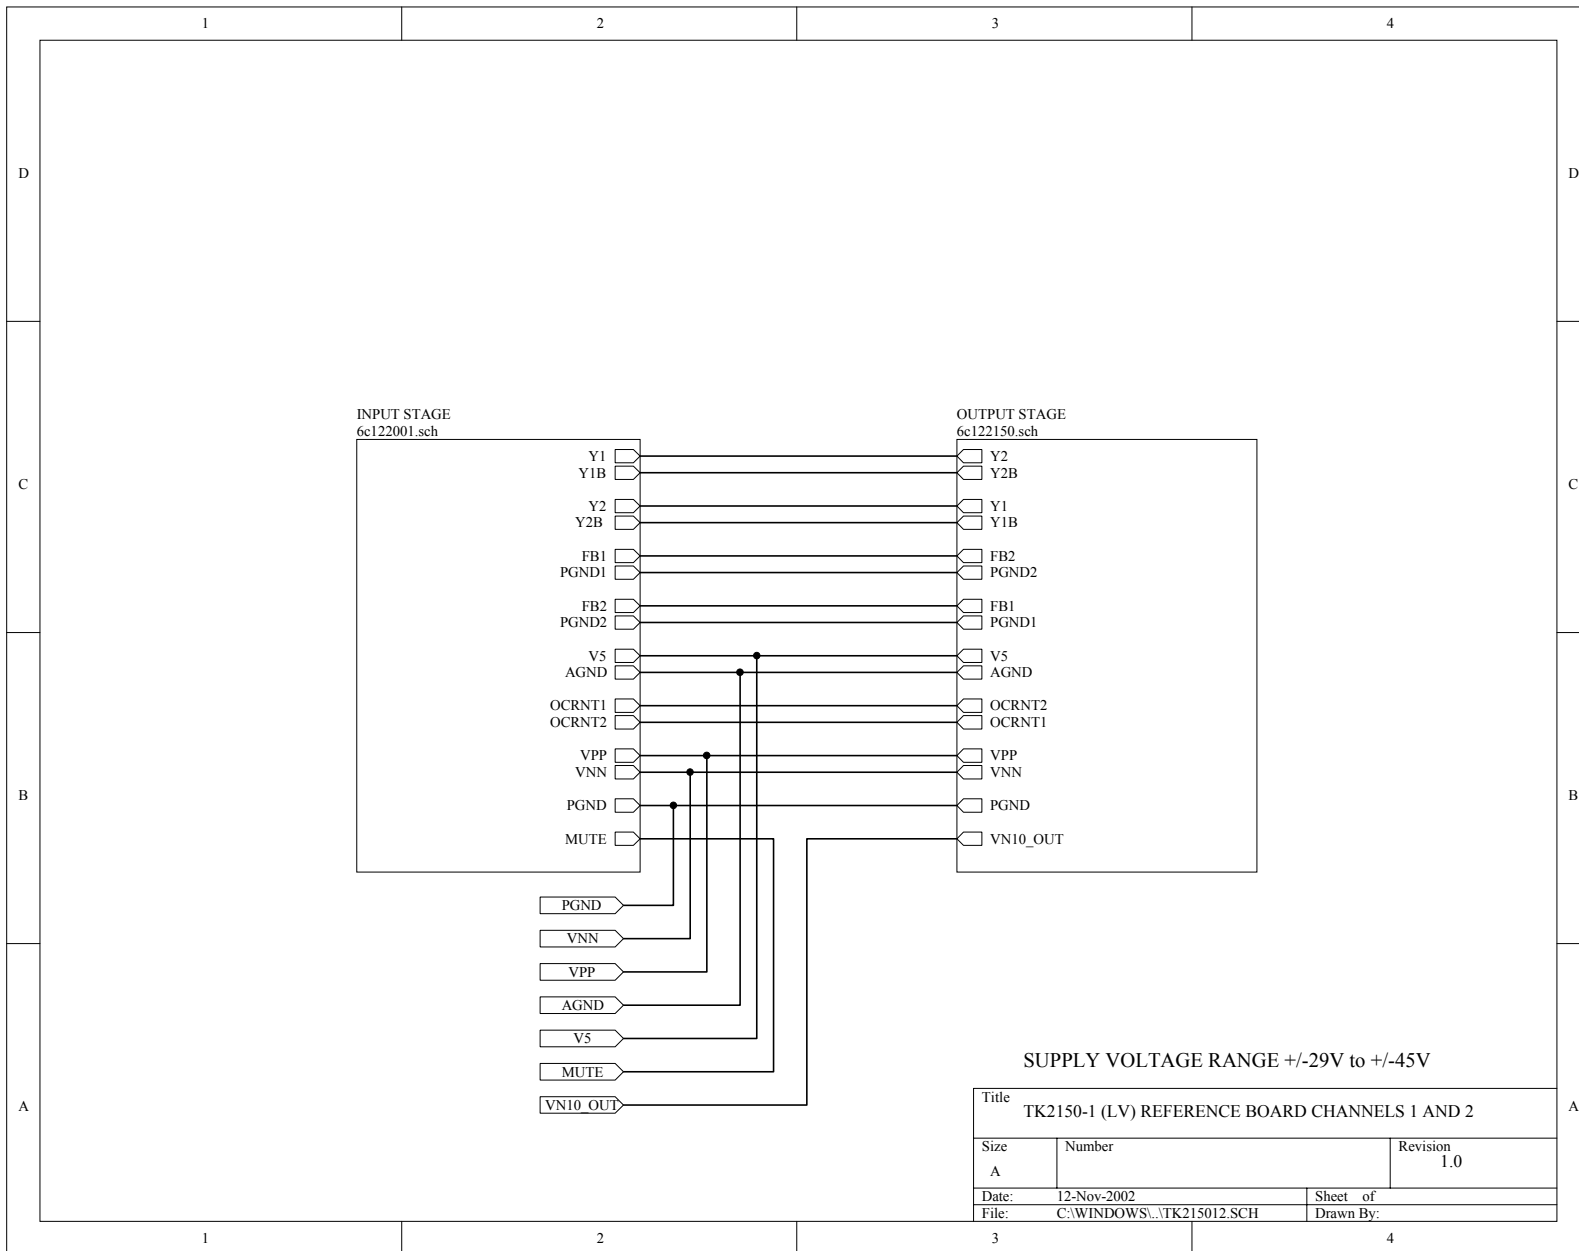 1 2 3 4
D D
INPUT STAGE
6c122001.sch
OUTPUT STAGE
6c122150.sch
Y1 Y2
Y1B Y2B
C C
Y2 Y1
Y2B Y1B
FB1 FB2
PGND1 PGND2
FB2 FB1
PGND2 PGND1
V5 V5
AGND AGND
OCRNT1 OCRNT2
OCRNT2 OCRNT1
VPP VPP
VNN VNN
B B
PGND PGND
MUTE VN10_OUT
PGND
VNN
VPP
AGND
V5
MUTE
VN10_OUT
SUPPLY VOLTAGE RANGE +/-29V to +/-45V
A A
Title
TK2150-1 (LV) REFERENCE BOARD CHANNELS 1 AND 2
Size Number Revision
A 1.0
Date: 12-Nov-2002 Sheet of
File: C:\WINDOWS\..\TK215012.SCH Drawn By:
1 2 3 4